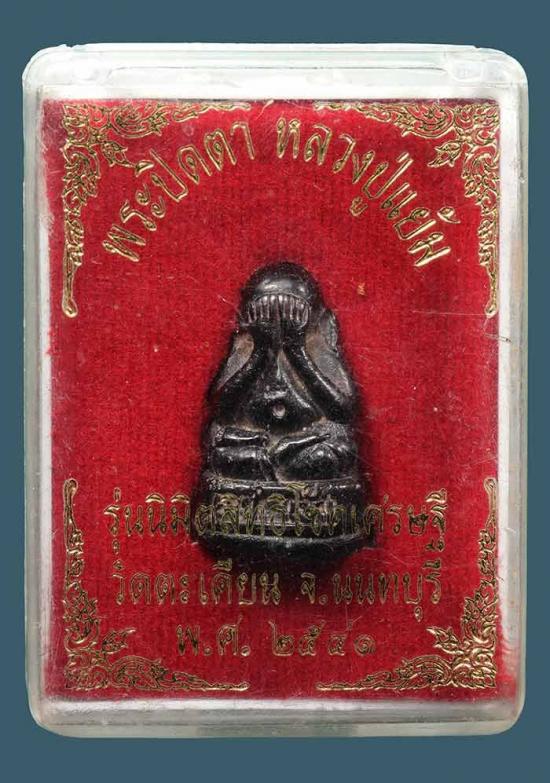 พระปิดตา หลวงปู่แย้ม
รุ่นนิมิตสิทธิโชคเศรษฐี
วัดตะเคียน จ.นนทบุรี
พ.ศ. ๒๕๔๑